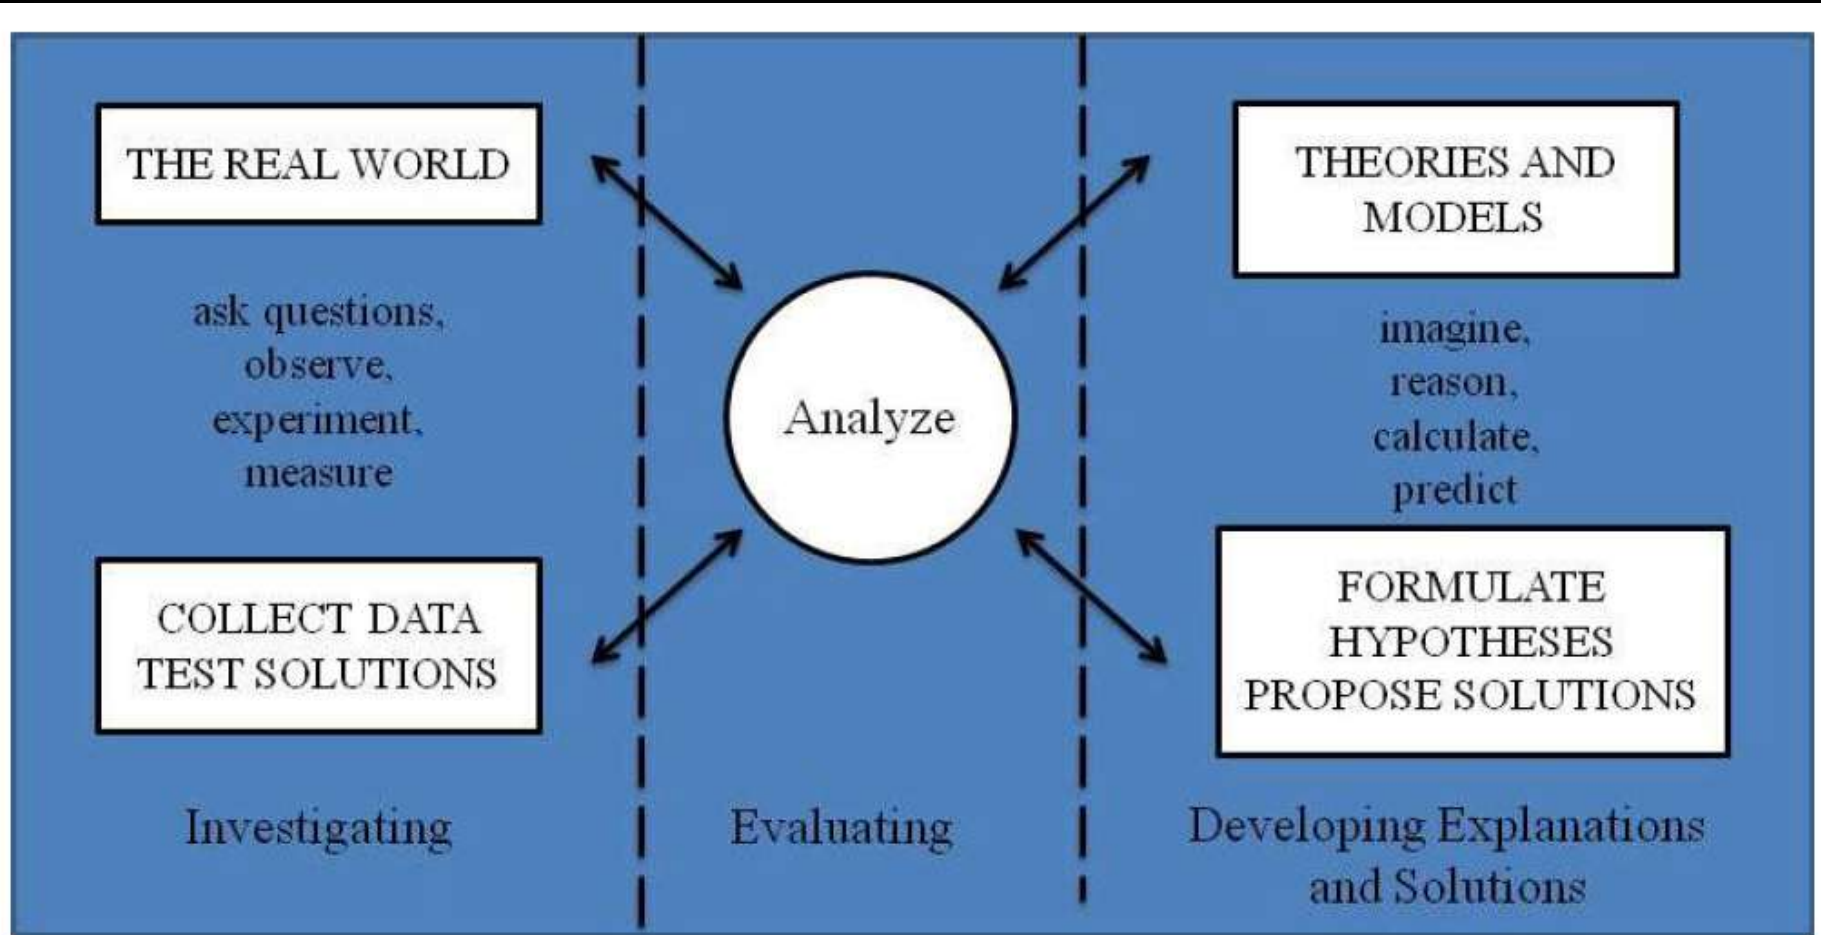 THE REAL WORLD
ask questions,
observe,
experiment,
measure
COLLECT DATA
TEST SOLUTIONS
Investigating
Analyze
Evaluating
THEORIES AND
MODELS
imagine,
reason,
calculate,
predict
FORMULATE
HYPOTHESES
PROPOSE SOLUTIONS
Developing Explanations
and Solutions